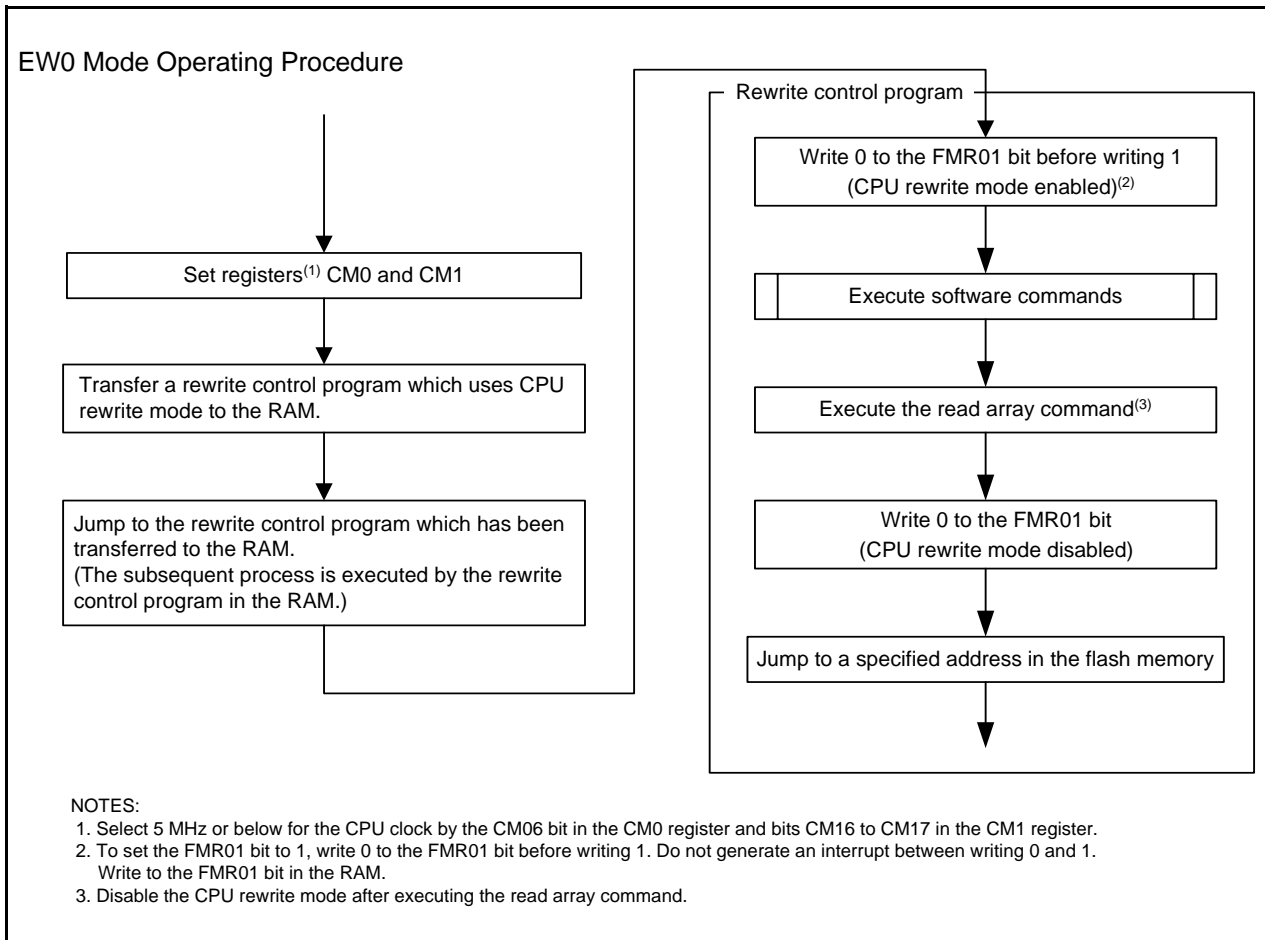 EW0 Mode Operating Procedure
Set registers(1) CM0 and CM1
Transfer a rewrite control program which uses CPU
rewrite mode to the RAM.
Jump to the rewrite control program which has been
transferred to the RAM.
(The subsequent process is executed by the rewrite
control program in the RAM.)
Rewrite control program
Write 0 to the FMR01 bit before writing 1
(CPU rewrite mode enabled)(2)
Execute software commands
Execute the read array command(3)
Write 0 to the FMR01 bit
(CPU rewrite mode disabled)
Jump to a specified address in the flash memory
NOTES:
1. Select 5 MHz or below for the CPU clock by the CM06 bit in the CM0 register and bits CM16 to CM17 in the CM1 register.
2. To set the FMR01 bit to 1, write 0 to the FMR01 bit before writing 1. Do not generate an interrupt between writing 0 and 1.
Write to the FMR01 bit in the RAM.
3. Disable the CPU rewrite mode after executing the read array command.